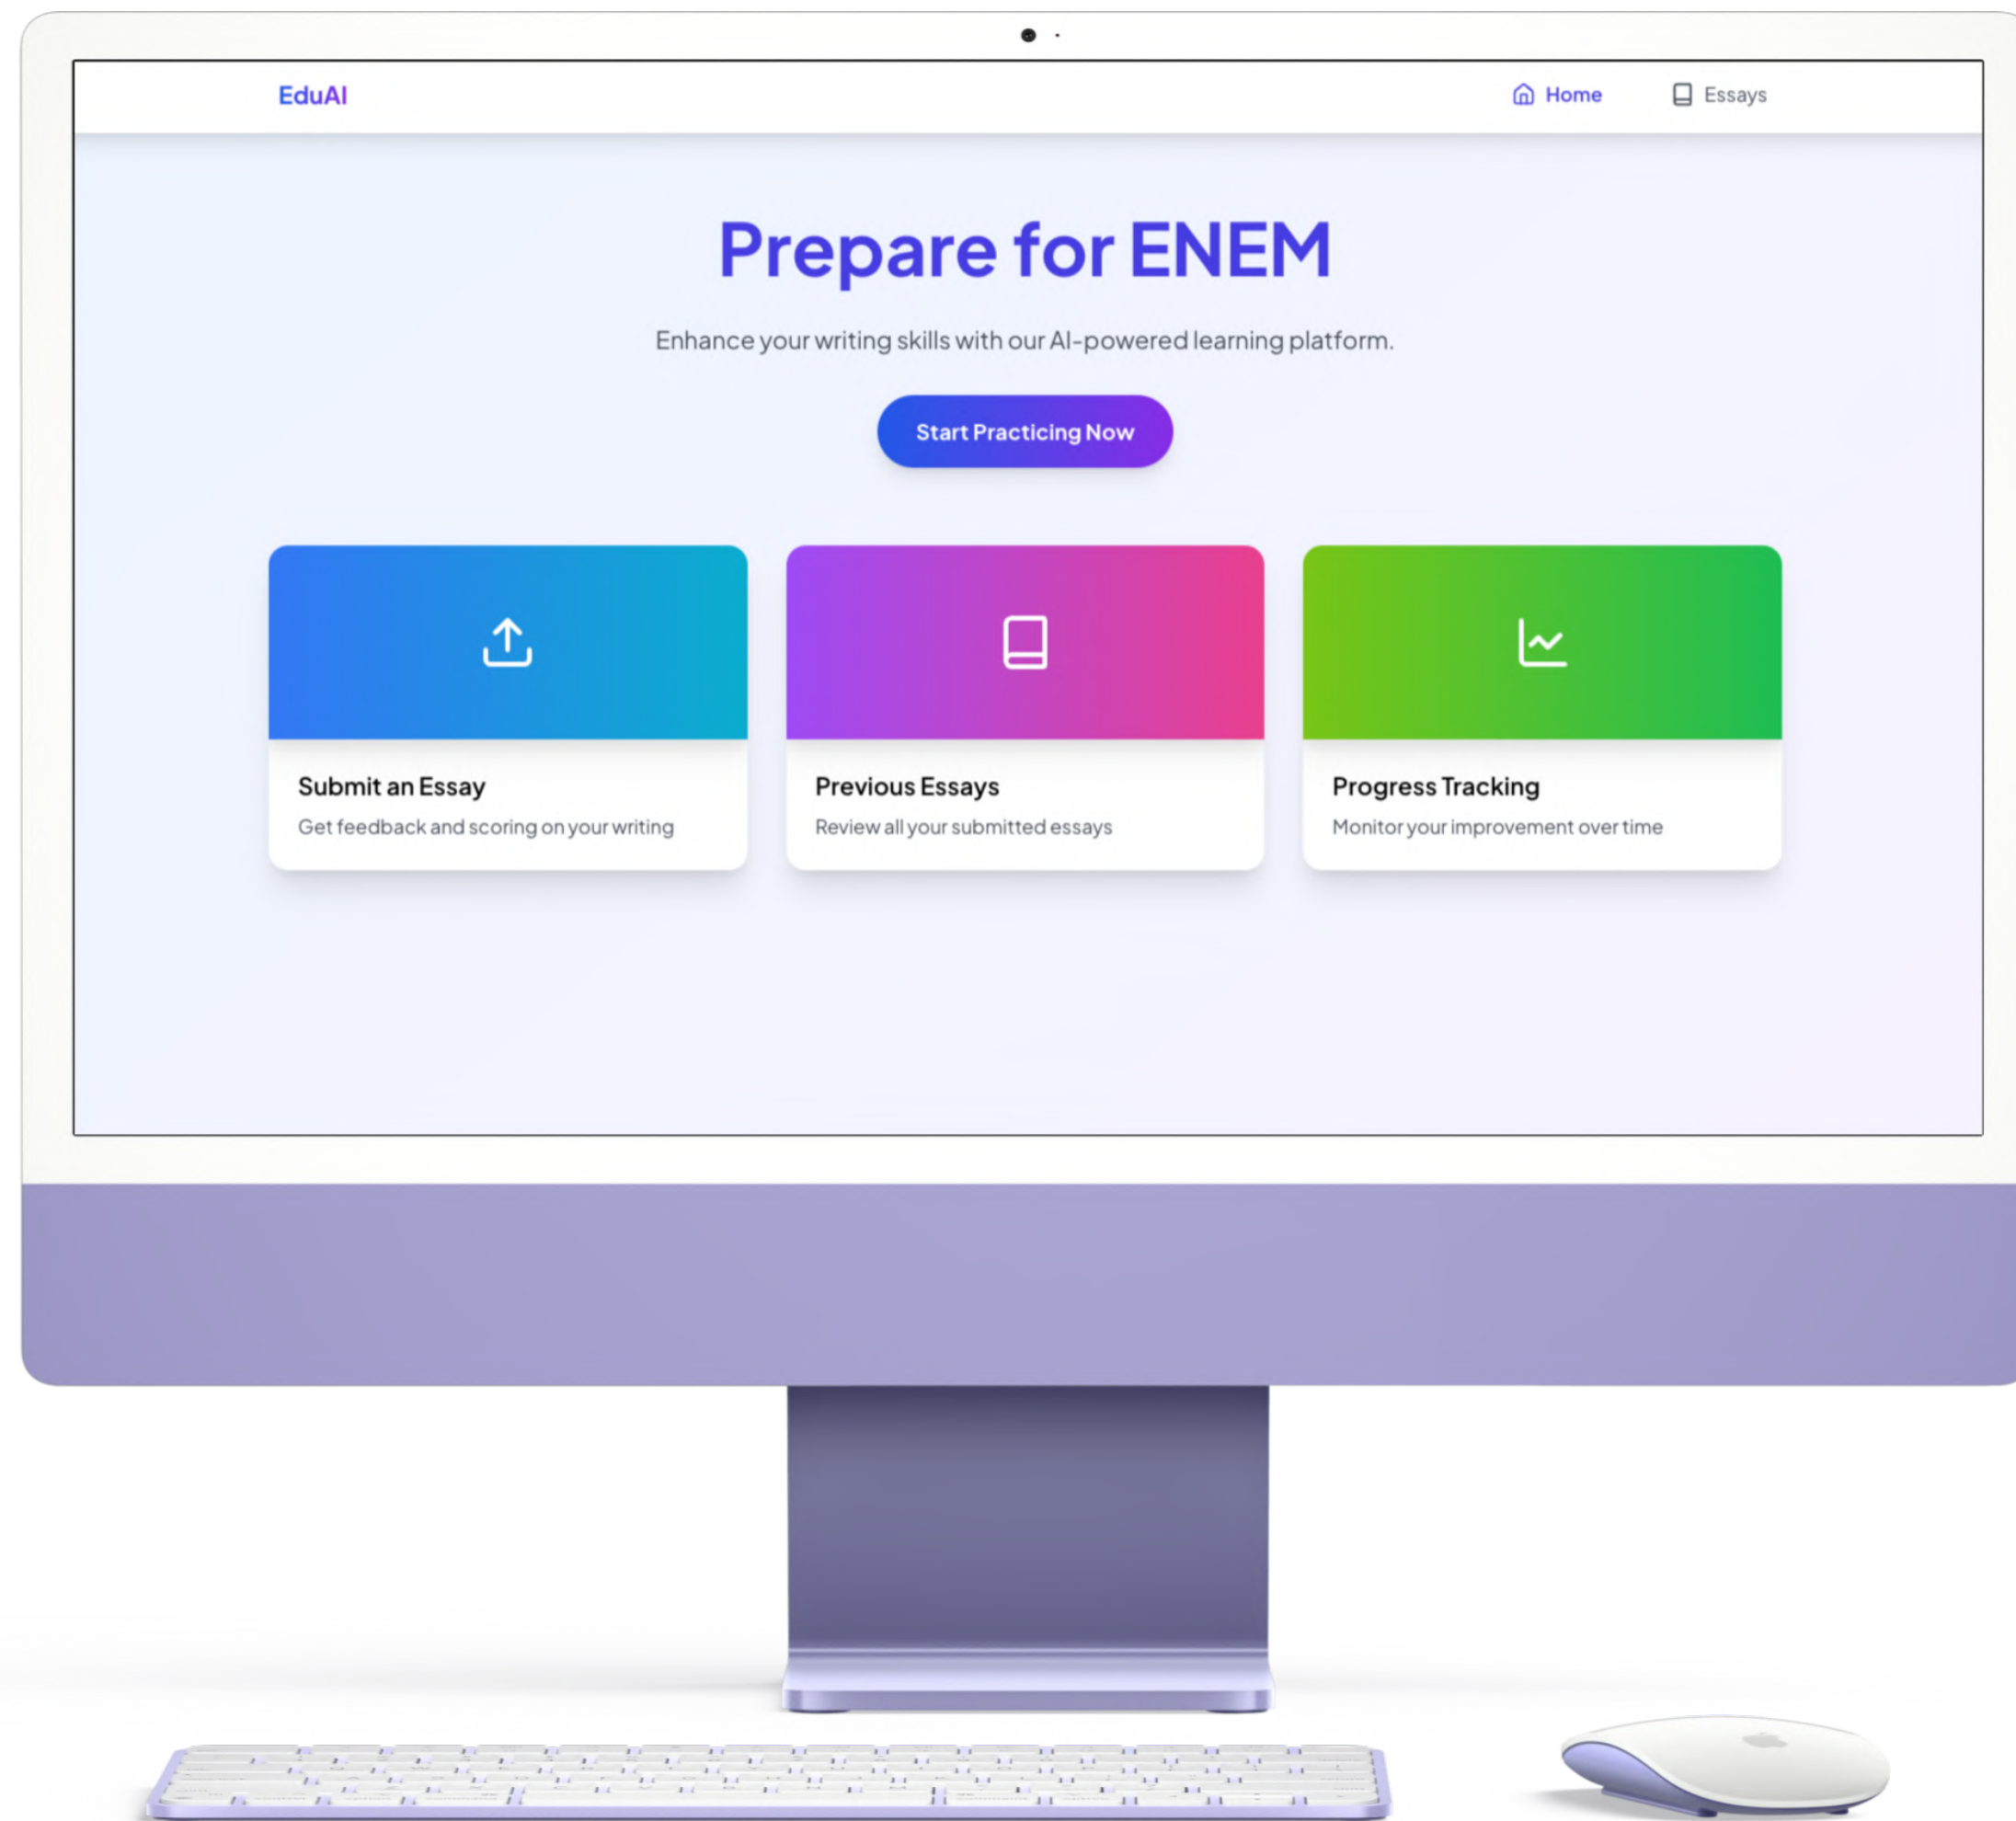 EduAI
Home
Essays
Prepare for ENEM
Enhance your writing skills with our AI-powered learning platform.
Start Practicing Now
Submit an Essay
Get feedback and scoring on your writing
Previous Essays
Review all your submitted essays
Progress Tracking
Monitor your improvement over time